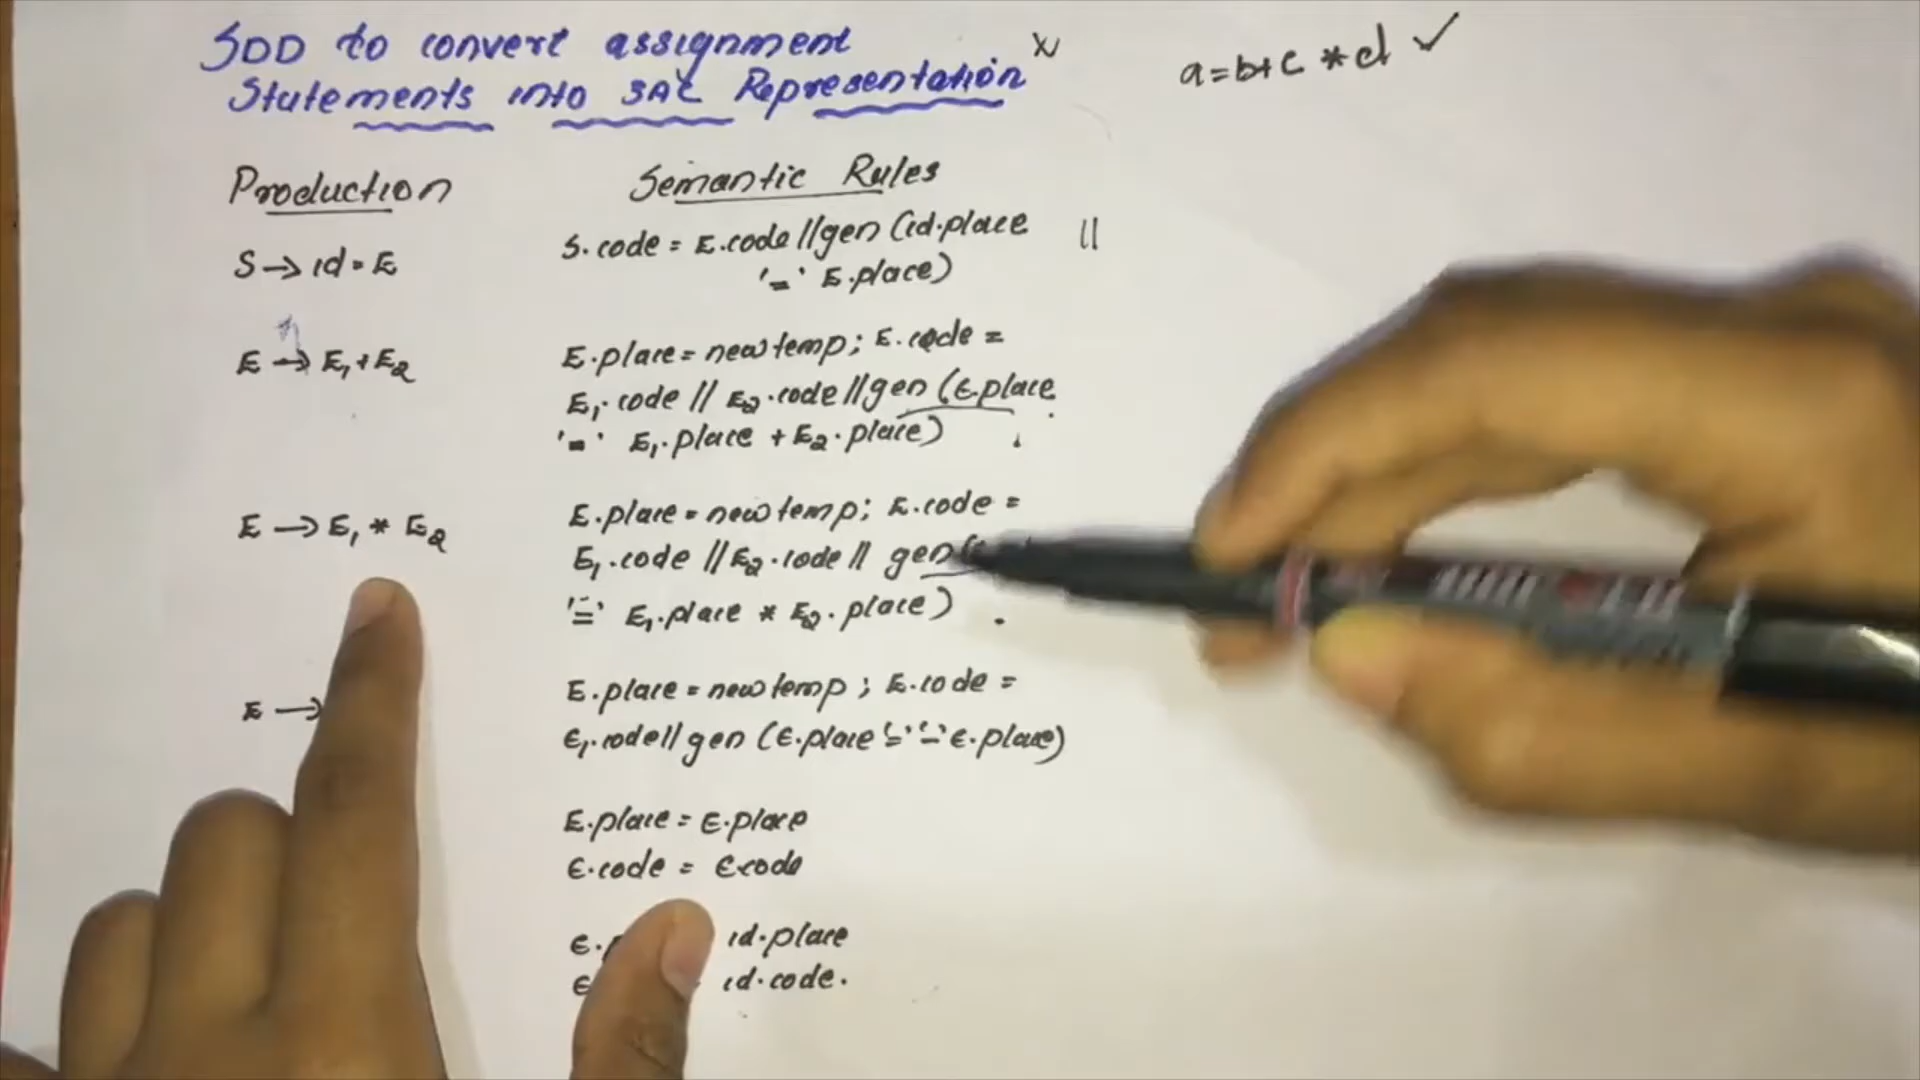 SDD to convert assignment
Statements into 3AC Representation
a=b+c *d ✓
Production
Semantic Rules
S → id = E
S.code = E.code // gen (id.place
'=' E.place)
||
E → E₁ + E₂
E.place = newtemp; E.code =
E₁.code // E₂.code // gen (E.place
'=' E₁.place + E₂.place)
E → E₁ * E₂
E.place = newtemp; E.code =
E₁.code // E₂.code // gen (
'=' E₁.place * E₂.place)
E →
E.place = newtemp; E.code =
E₁.code // gen (E.place '=' '-' E.place)
E.place = E.place
E.code = E.code
id.place
id.code.